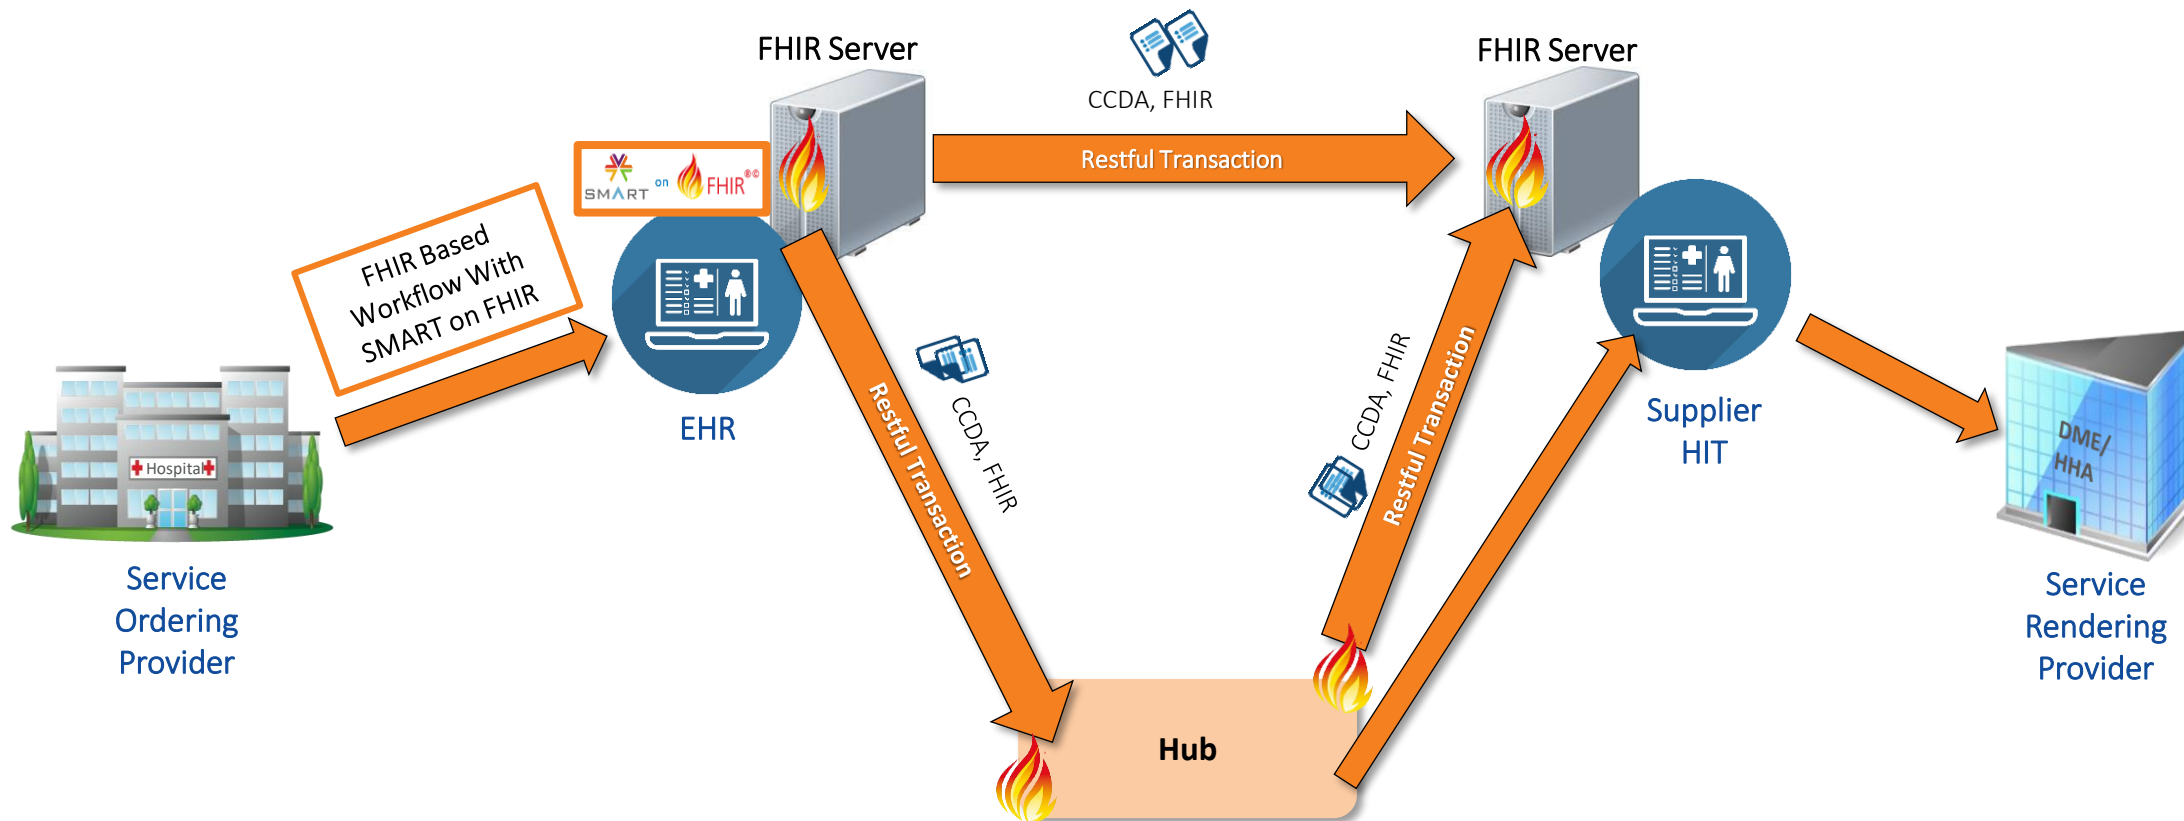 FHIR Server
FHIR Server
CCDA, FHIR
Restful Transaction
SMART on FHIR®©
FHIR Based
Workflow With
SMART on FHIR
EHR
Restful Transaction
CCDA, FHIR
CCDA, FHIR
Restful Transaction
Supplier
HIT
DME/
HHA
Hospital
Service
Ordering
Provider
Service
Rendering
Provider
Hub